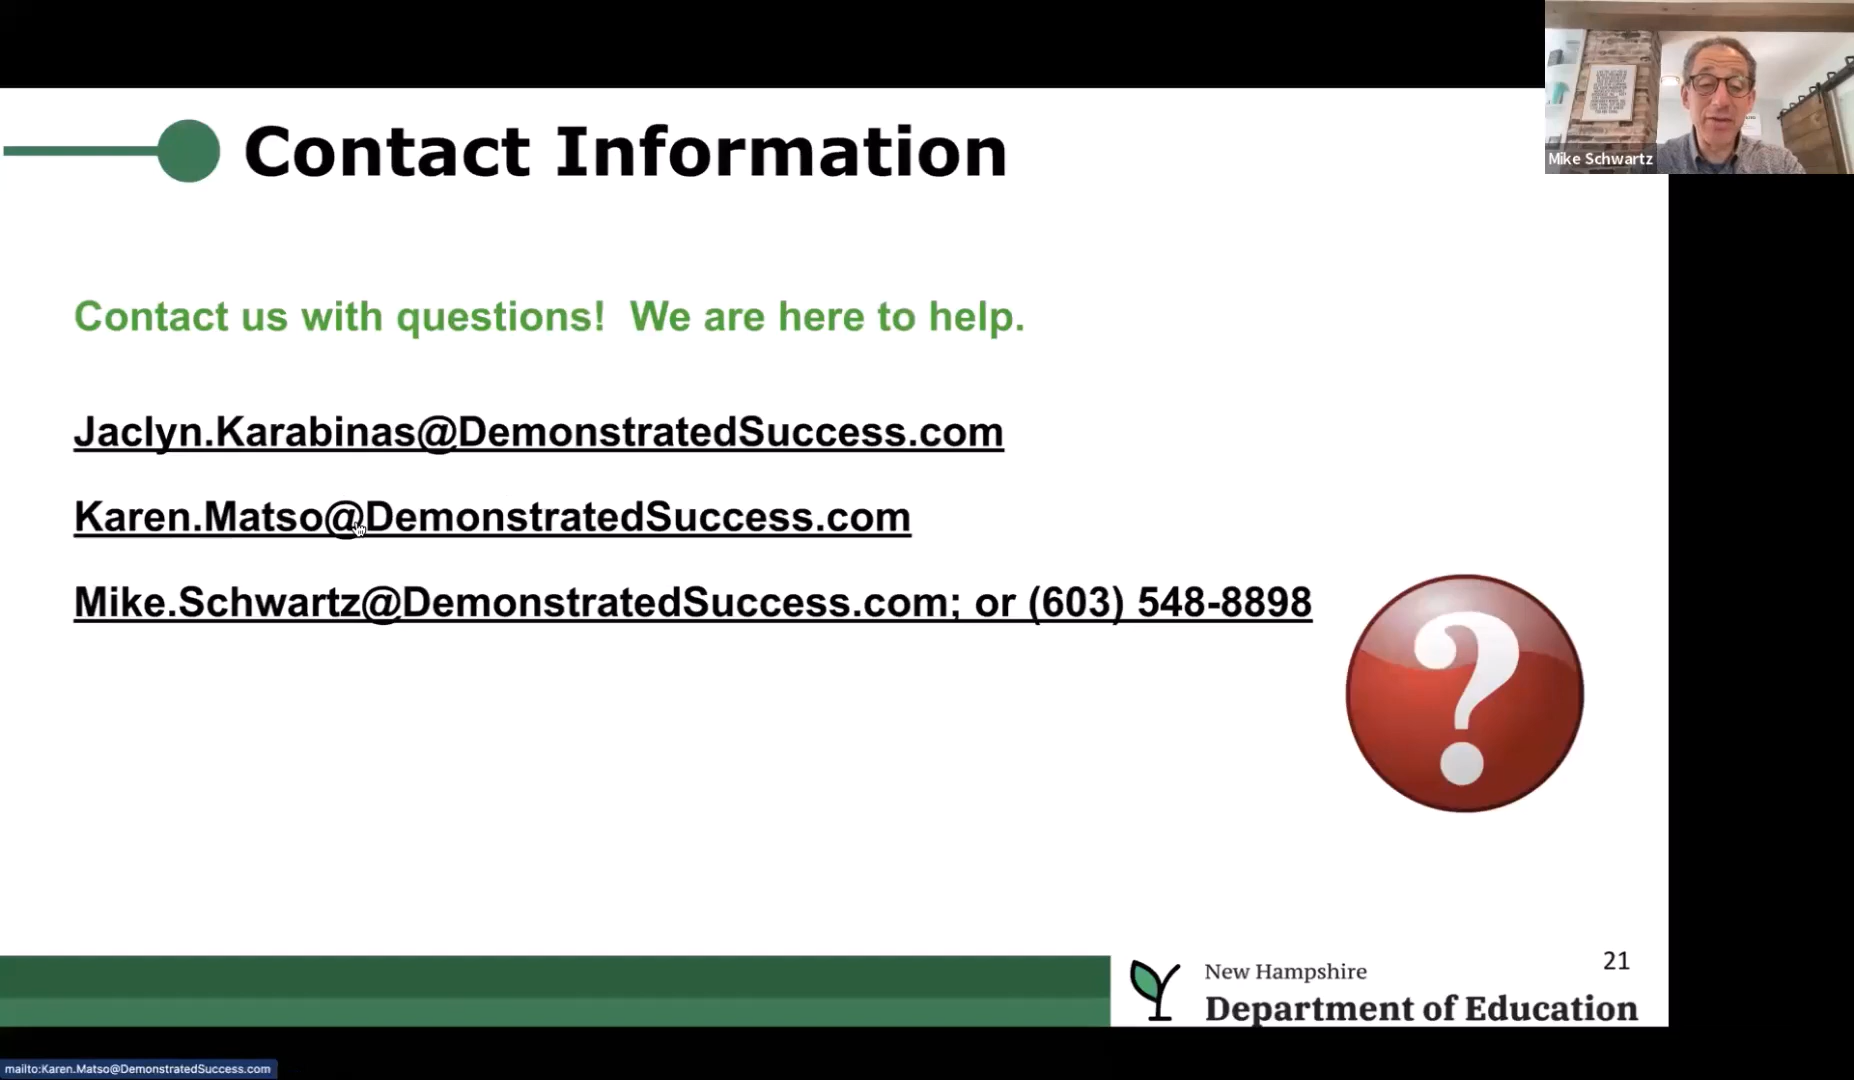 Mike Schwartz
Contact Information
Contact us with questions!  We are here to help.
Jaclyn.Karabinas@DemonstratedSuccess.com
Karen.Matso@DemonstratedSuccess.com
Mike.Schwartz@DemonstratedSuccess.com; or (603) 548-8898
21
New Hampshire
Department of Education
mailto:Karen.Matso@DemonstratedSuccess.com